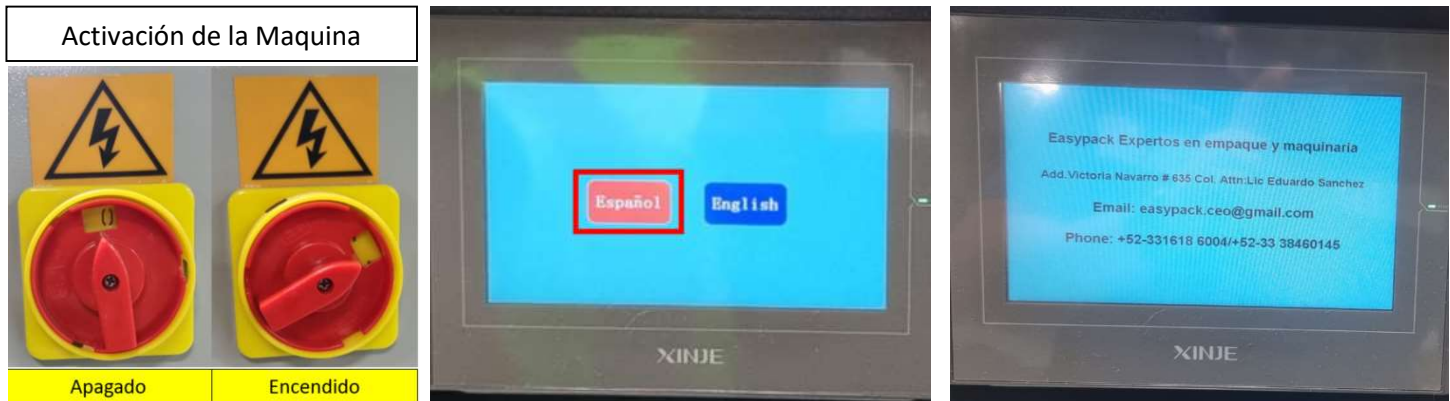 Activación de la Maquina
Apagado
Encendido
Español
English
XINJE
Easypack Expertos en empaque y maquinaria
Add.Victoria Navarro # 635 Col. Attn:Lic Eduardo Sanchez
Email: easypack.ceo@gmail.com
Phone: +52-331618 6004/+52-33 38460145
XINJE